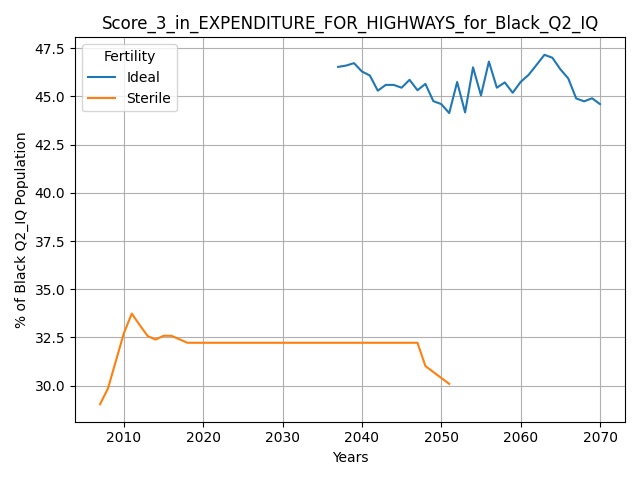 Score_3_in_EXPENDITURE_FOR_HIGHWAYS_for_Black_Q2_IQ
Fertility
Ideal
Sterile
% of Black Q2_IQ Population
47.5
45.0
42.5
40.0
37.5
35.0
32.5
30.0
2010
2020
2030
2040
2050
2060
2070
Years